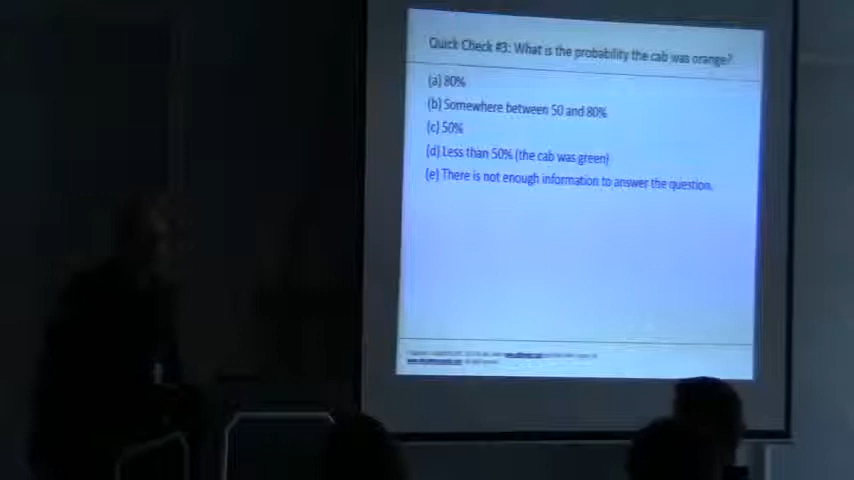 Quick Check #3: What is the probability the cab was orange?
(a) 80%
(b) Somewhere between 50 and 80%
(c) 50%
(d) Less than 50% (the cab was green)
(e) There is not enough information to answer the question.